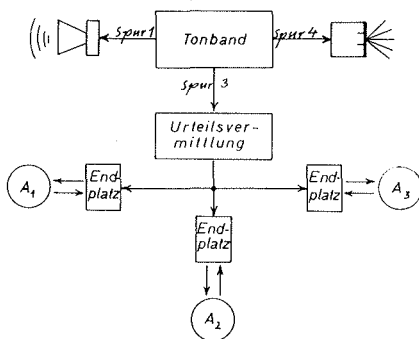 Spur 1
Tonband
Spur 4
Spur 3
Urteilsver-
mittlung
A1
End-
platz
End-
platz
A3
End-
platz
A2